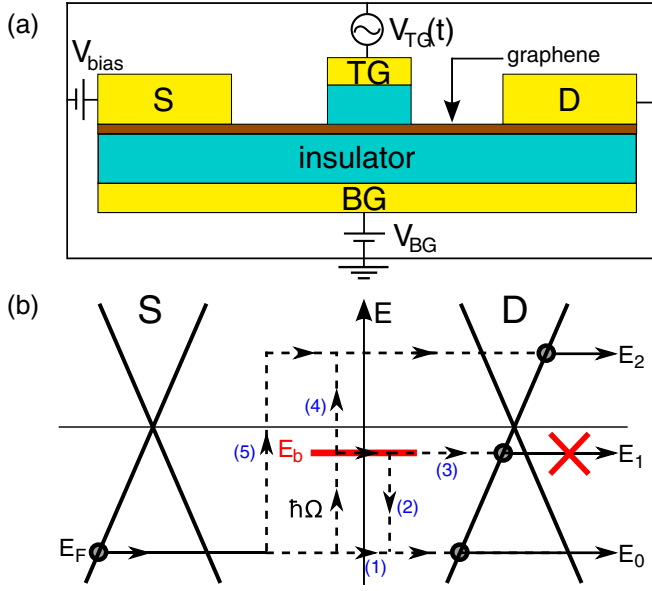 (a)
V_TG(t)
V_bias
graphene
TG
S
D
insulator
BG
V_BG
(b)
S
E
D
E_2
(4)
(5)
E_b
(3)
E_1
ħΩ
(2)
E_F
(1)
E_0